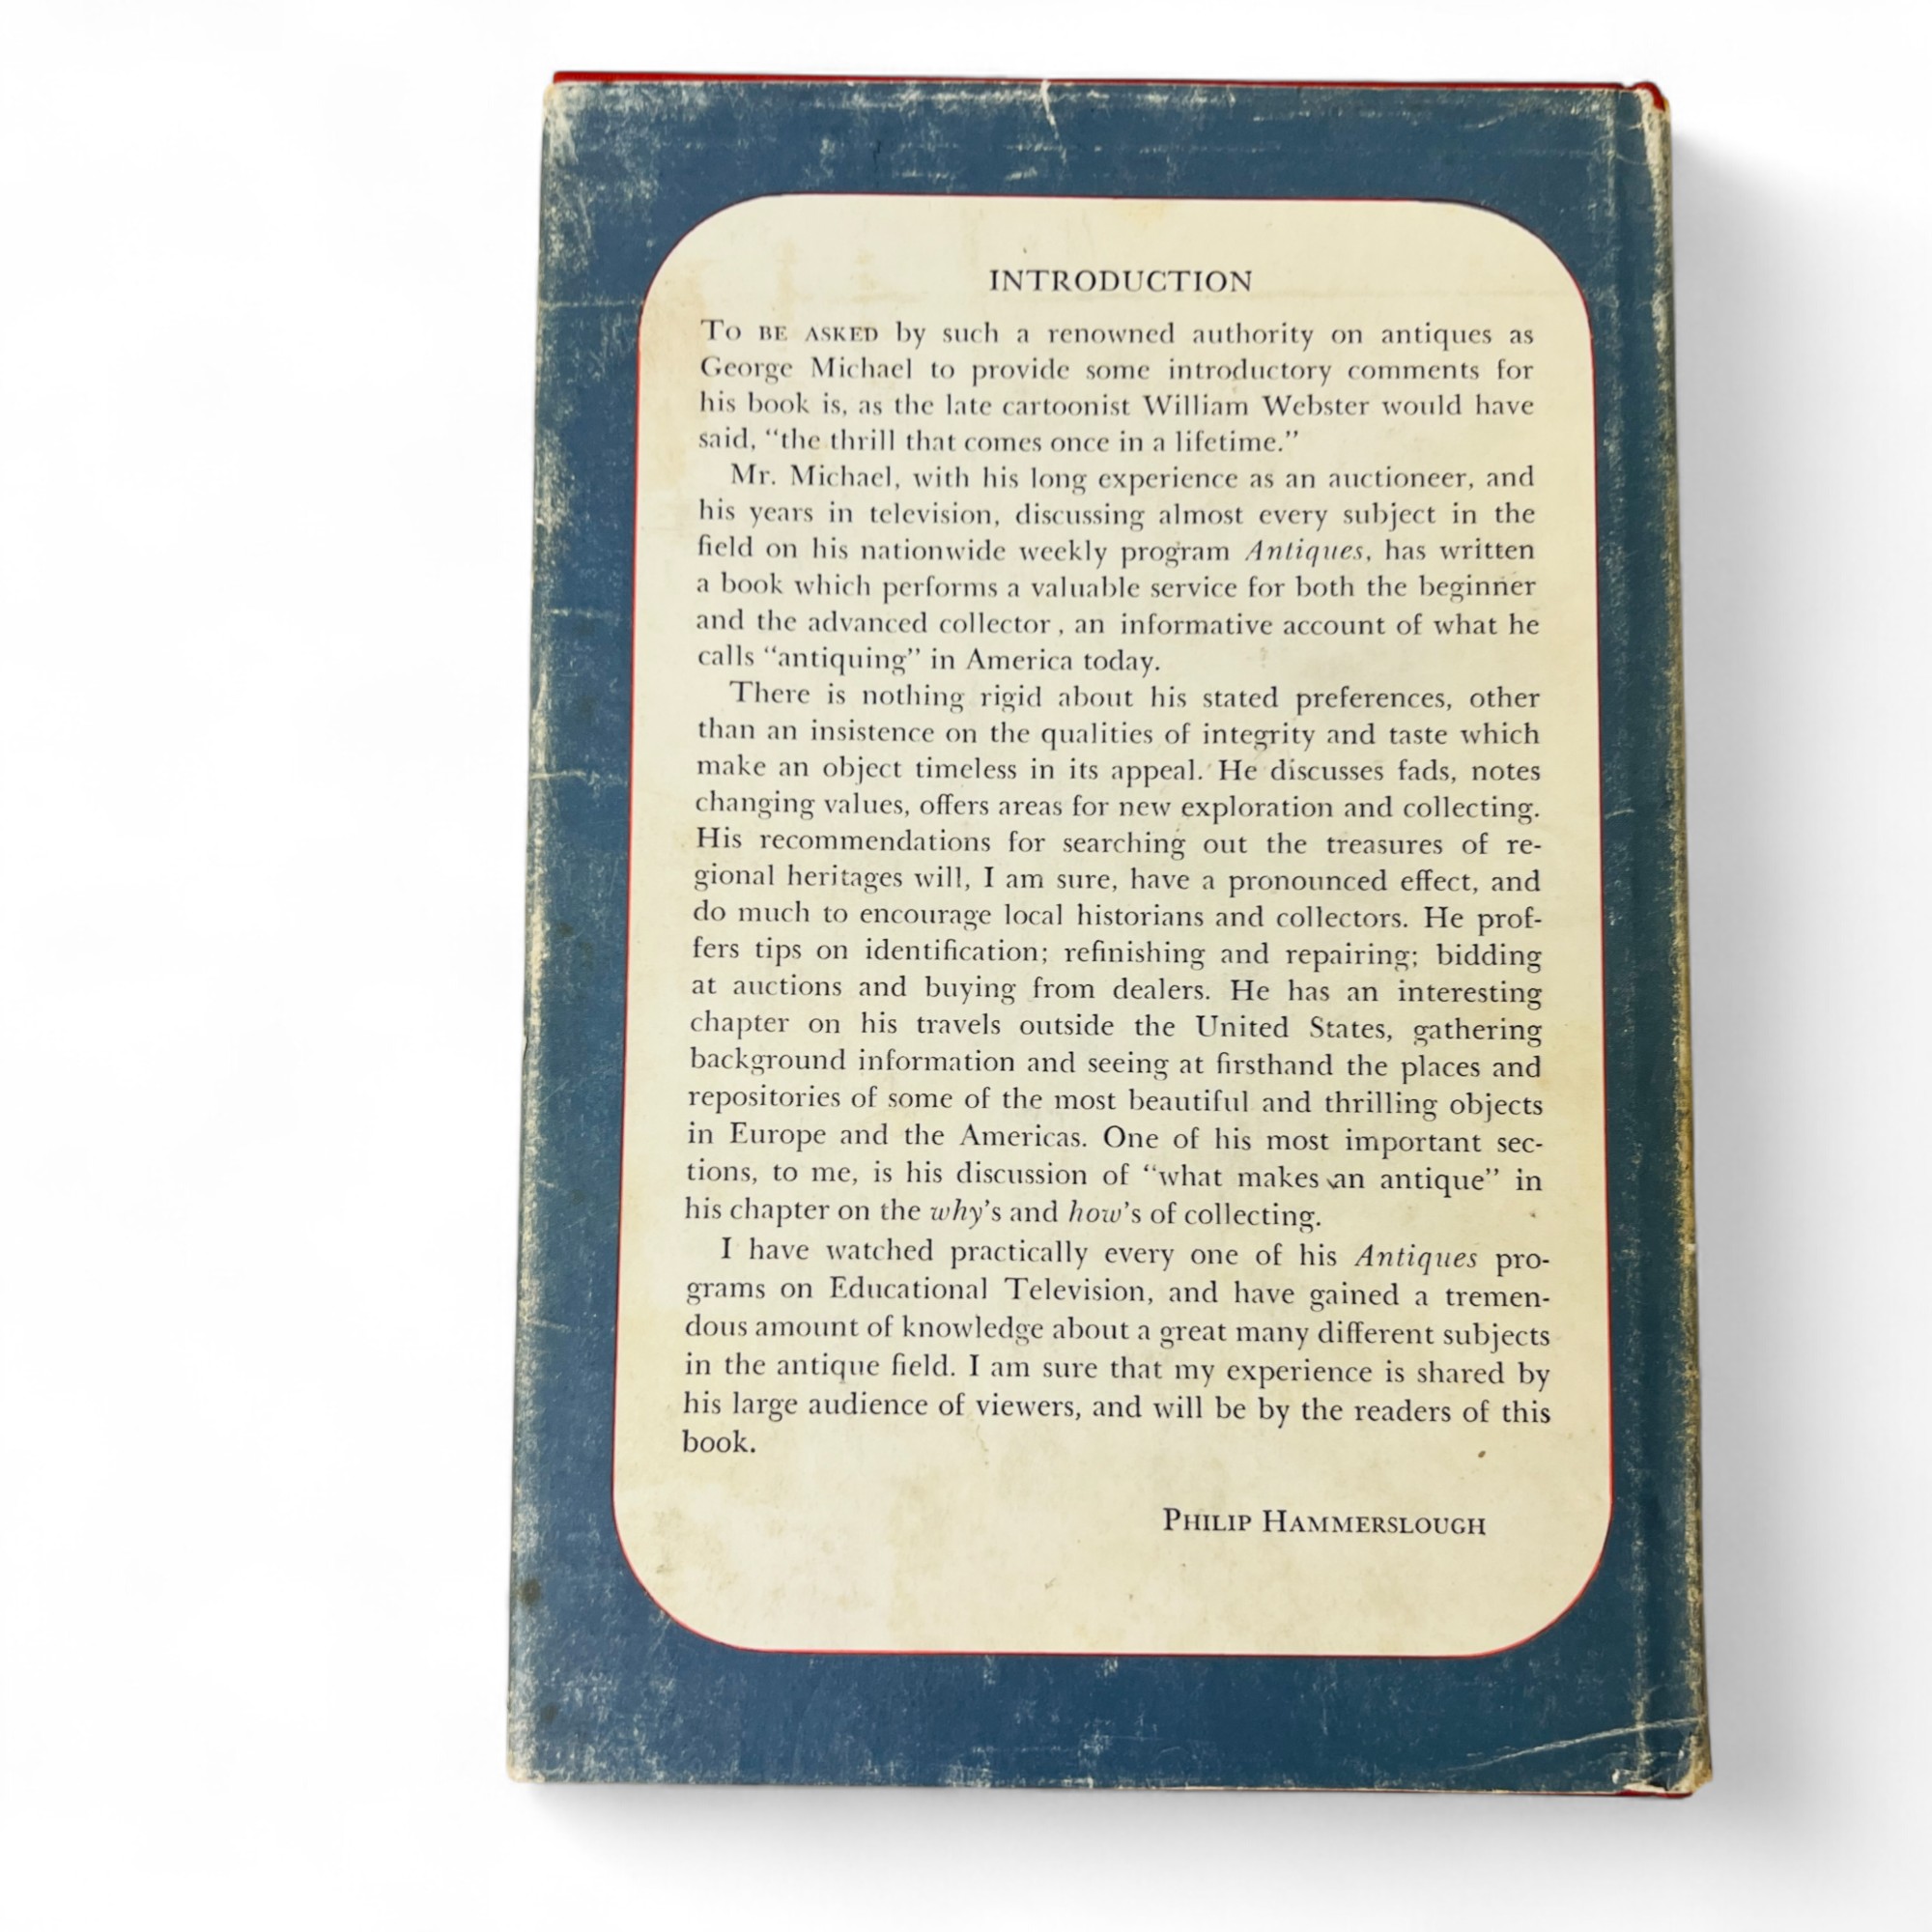 INTRODUCTION
To be asked by such a renowned authority on antiques as
George Michael to provide some introductory comments for
his book is, as the late cartoonist William Webster would have
said, “the thrill that comes once in a lifetime.”
Mr. Michael, with his long experience as an auctioneer, and
his years in television, discussing almost every subject in the
field on his nationwide weekly program Antiques, has written
a book which performs a valuable service for both the beginner
and the advanced collector, an informative account of what he
calls “antiquing” in America today.
There is nothing rigid about his stated preferences, other
than an insistence on the qualities of integrity and taste which
make an object timeless in its appeal. He discusses fads, notes
changing values, offers areas for new exploration and collecting.
His recommendations for searching out the treasures of re-
gional heritages will, I am sure, have a pronounced effect, and
do much to encourage local historians and collectors. He prof-
fers tips on identification; refinishing and repairing; bidding
at auctions and buying from dealers. He has an interesting
chapter on his travels outside the United States, gathering
background information and seeing at firsthand the places and
repositories of some of the most beautiful and thrilling objects
in Europe and the Americas. One of his most important sec-
tions, to me, is his discussion of “what makes an antique” in
his chapter on the why’s and how’s of collecting.
I have watched practically every one of his Antiques pro-
grams on Educational Television, and have gained a tremen-
dous amount of knowledge about a great many different subjects
in the antique field. I am sure that my experience is shared by
his large audience of viewers, and will be by the readers of this
book.
Philip Hammerslough